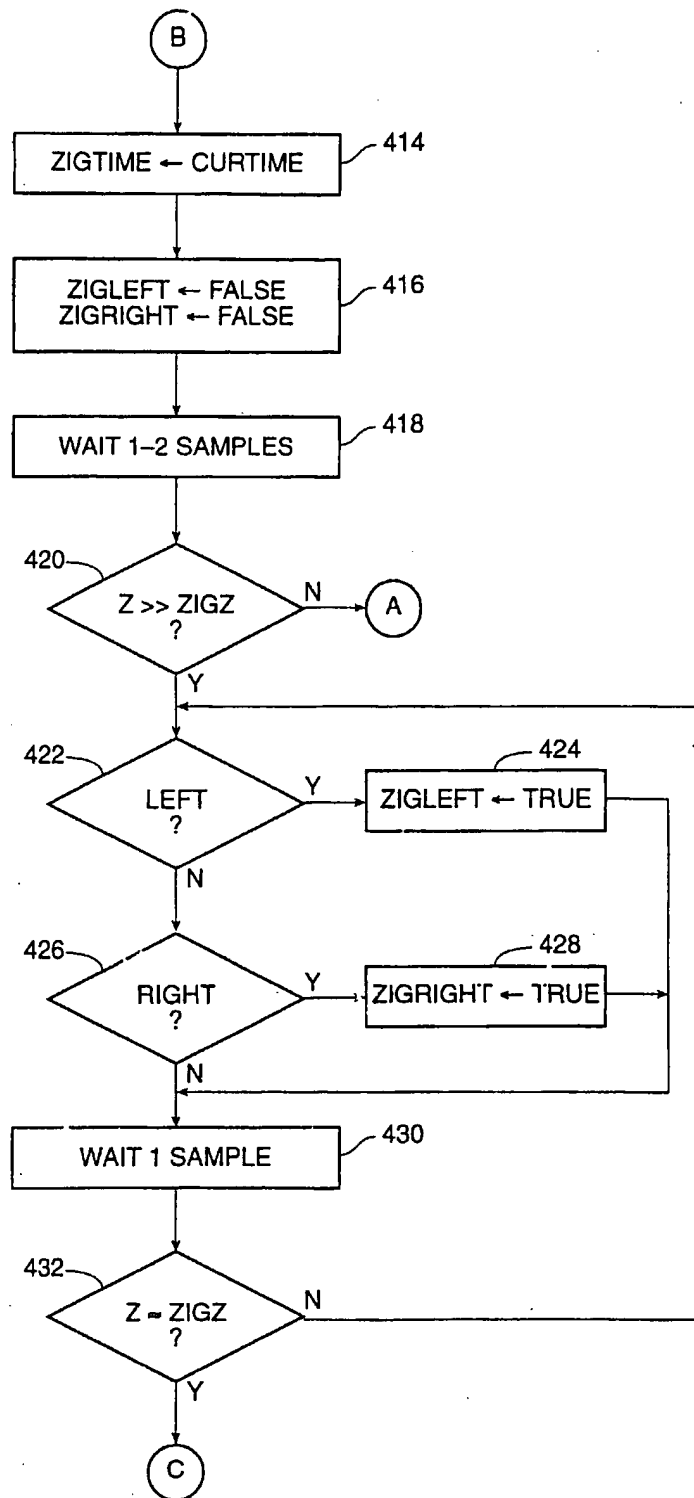 B
ZIGTIME ← CURTIME
414
ZIGLEFT ← FALSE
ZIGRIGHT ← FALSE
416
WAIT 1–2 SAMPLES
418
420
Z >> ZIGZ
?
N
A
Y
422
LEFT
?
Y
424
ZIGLEFT ← TRUE
N
426
RIGHT
?
Y
428
ZIGRIGHT ← TRUE
N
WAIT 1 SAMPLE
430
432
Z ≈ ZIGZ
?
N
Y
C